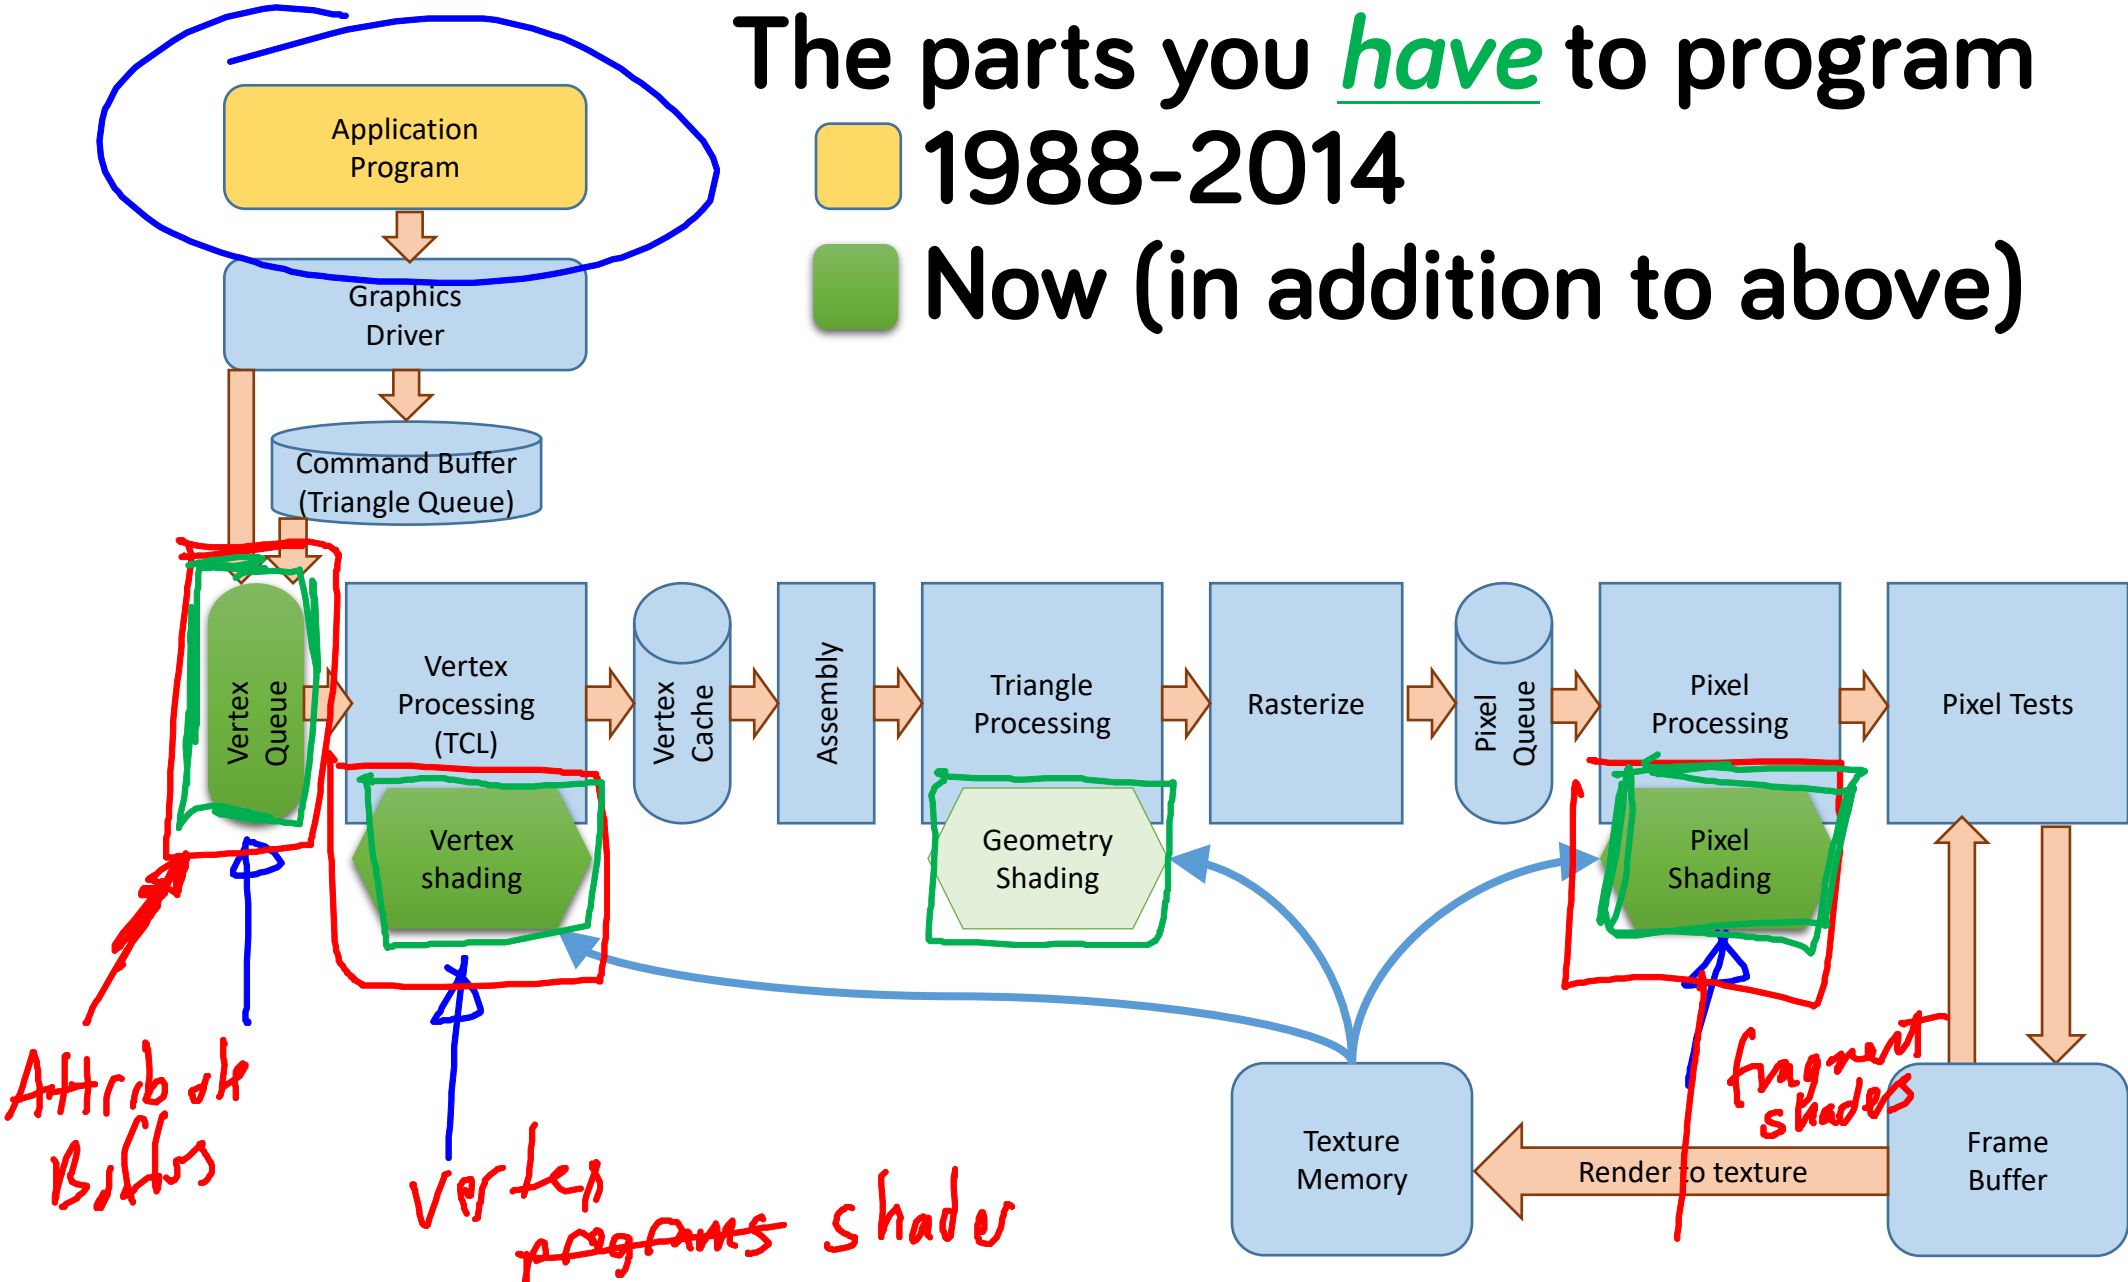 The parts you have to program
1988-2014
Now (in addition to above)
Application
Program
Graphics
Driver
Command Buffer
(Triangle Queue)
Vertex
Queue
Vertex
Processing
(TCL)
Vertex
Cache
Assembly
Triangle
Processing
Rasterize
Pixel
Queue
Pixel
Processing
Pixel Tests
Vertex
shading
Geometry
Shading
Pixel
Shading
Texture
Memory
Render to texture
Frame
Buffer
fragment
shaders
Vertex
programs shader